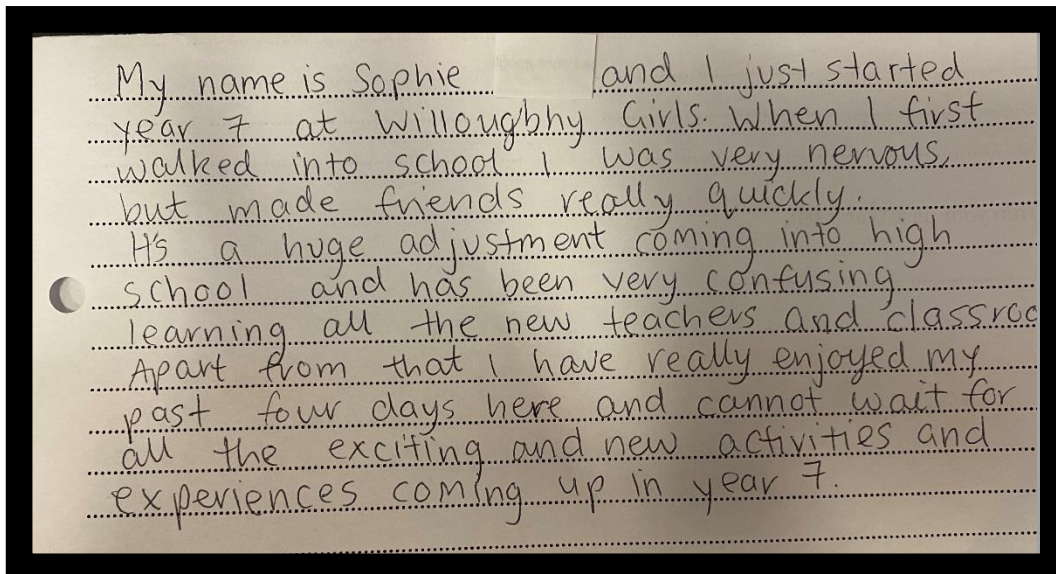 My name is Sophie and I just started
year 7 at Willougbhy Girls. When I first
walked into school I was very nervous,
but made friends really quickly.
It's a huge adjustment coming into high
school and has been very confusing
learning all the new teachers and classroo
Apart from that I have really enjoyed my
past four days here and cannot wait for
all the exciting and new activities and
experiences coming up in year 7.